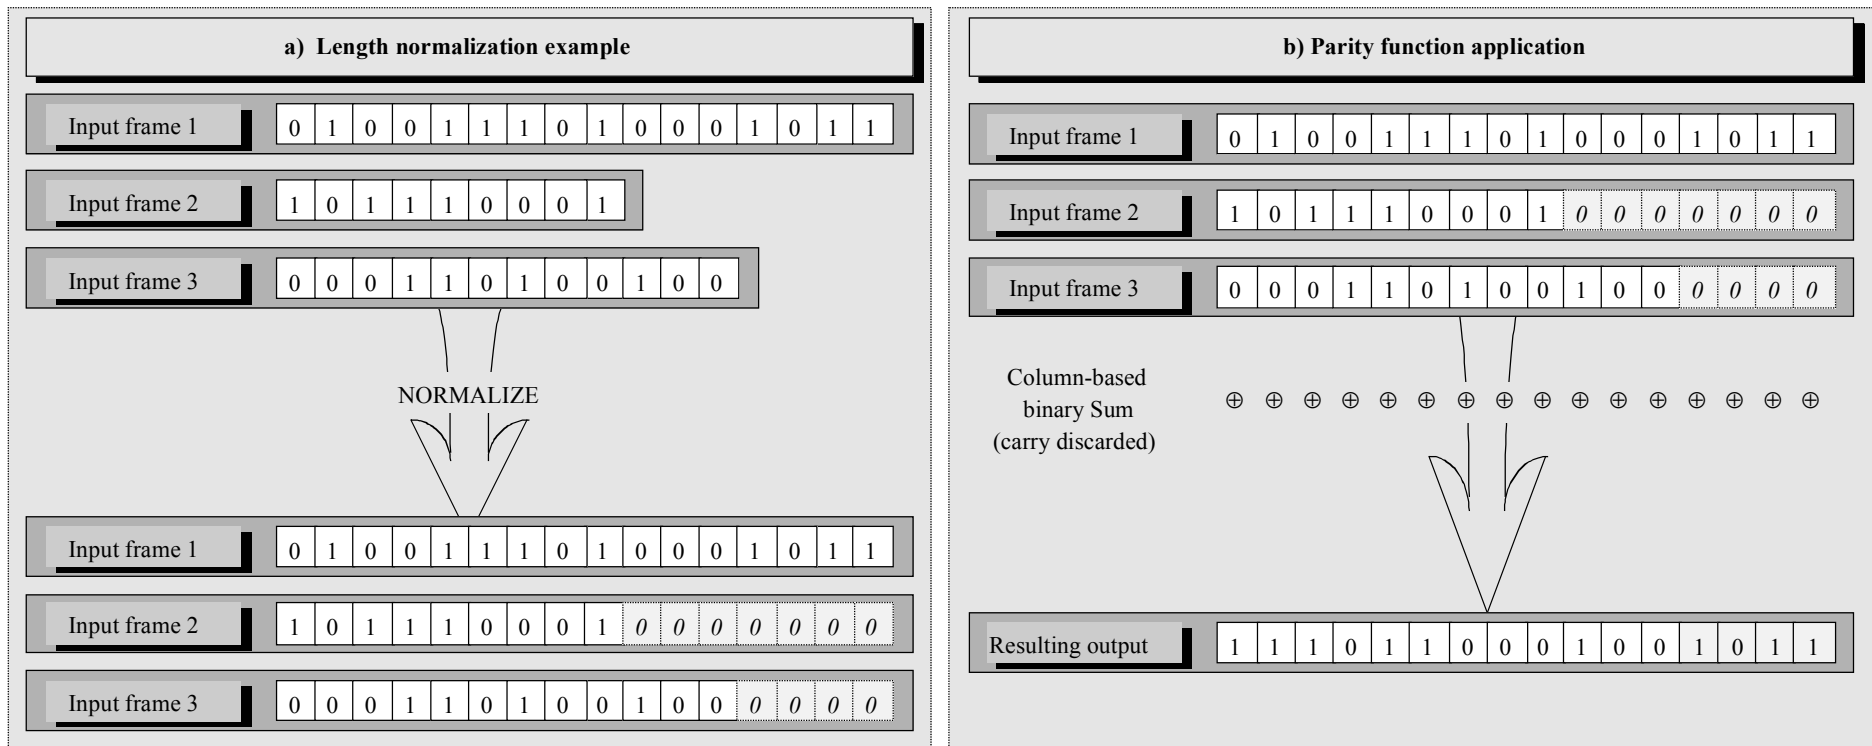 a) Length normalization example
Input frame 1 0 1 0 0 1 1 1 0 1 0 0 0 1 0 1 1
Input frame 2 1 0 1 1 1 0 0 0 1
Input frame 3 0 0 0 1 1 0 1 0 0 1 0 0
NORMALIZE
Input frame 1 0 1 0 0 1 1 1 0 1 0 0 0 1 0 1 1
Input frame 2 1 0 1 1 1 0 0 0 1 0 0 0 0 0 0 0
Input frame 3 0 0 0 1 1 0 1 0 0 1 0 0 0 0 0 0
b) Parity function application
Input frame 1 0 1 0 0 1 1 1 0 1 0 0 0 1 0 1 1
Input frame 2 1 0 1 1 1 0 0 0 1 0 0 0 0 0 0 0
Input frame 3 0 0 0 1 1 0 1 0 0 1 0 0 0 0 0 0
Column-based
binary Sum ⊕ ⊕ ⊕ ⊕ ⊕ ⊕ ⊕ ⊕ ⊕ ⊕ ⊕ ⊕ ⊕ ⊕ ⊕ ⊕
(carry discarded)
Resulting output 1 1 1 0 1 1 0 0 0 1 0 0 1 0 1 1